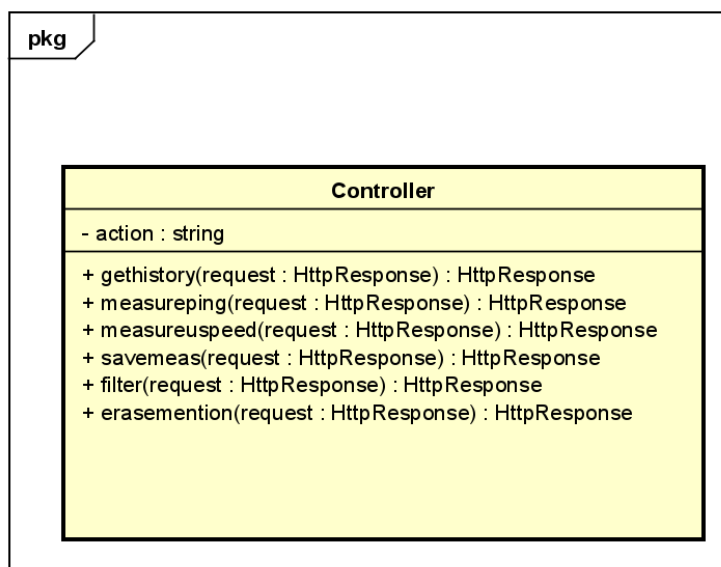 pkg
Controller
- action : string
+ gethistory(request : HttpResponse) : HttpResponse
+ measureping(request : HttpResponse) : HttpResponse
+ measureuspeed(request : HttpResponse) : HttpResponse
+ savemeas(request : HttpResponse) : HttpResponse
+ filter(request : HttpResponse) : HttpResponse
+ erasemention(request : HttpResponse) : HttpResponse